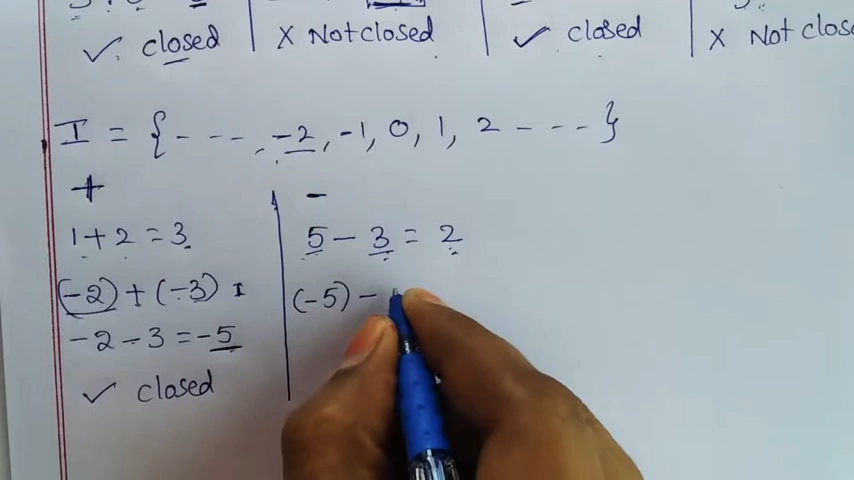 ✓ closed | X Not closed | ✓ closed | X Not close
I = {- - - -, -2, -1, 0, 1, 2 - - - -}
+ | -
1 + 2 = 3 | 5 - 3 = 2
(-2) + (-3) | (-5) -
-2 - 3 = -5
✓ closed